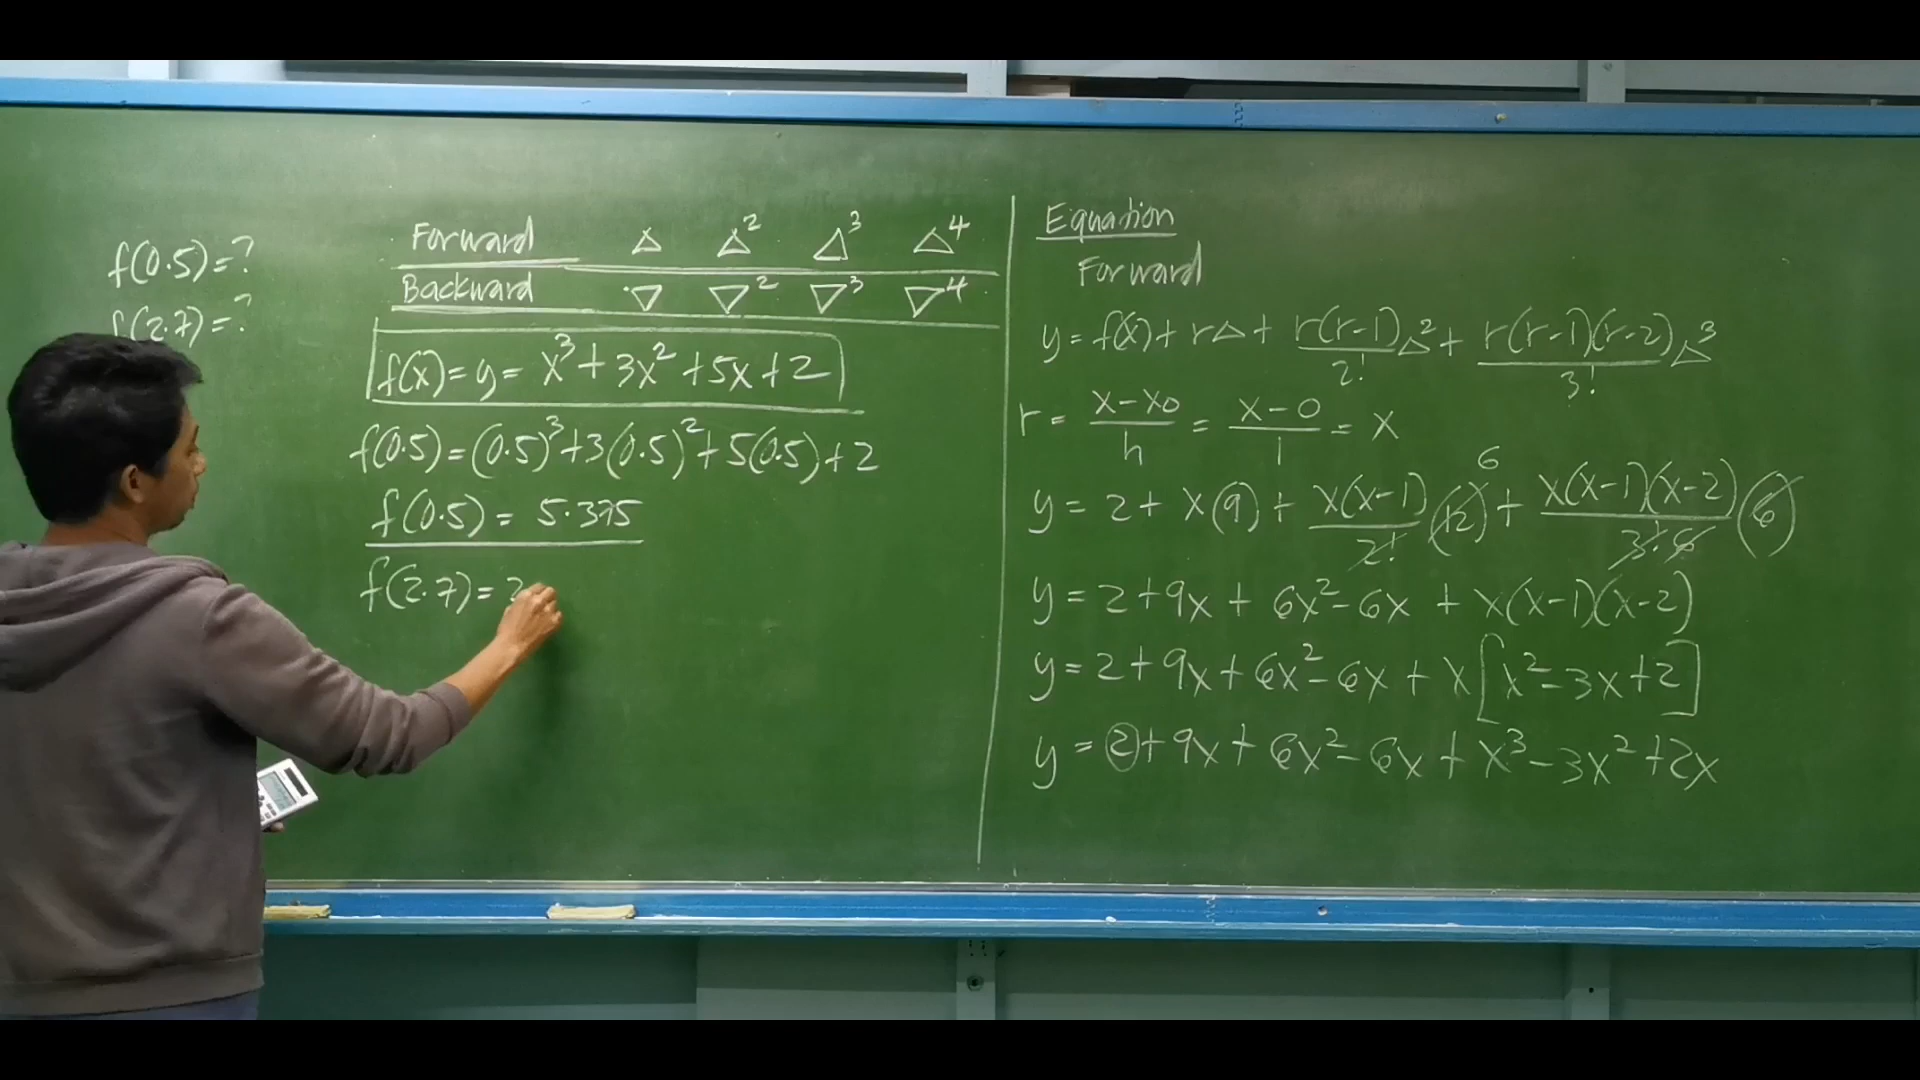 f(0.5)=?
f(2.7)=?
Forward △ △² △³ △⁴
Backward ▽ ▽² ▽³ ▽⁴
f(x)=y= x³+3x²+5x+2
f(0.5)=(0.5)³+3(0.5)²+5(0.5)+2
f(0.5) = 5.375
f(2.7)=
Equation
Forward
y=f(x)+r△+ r(r-1)/2! △²+ r(r-1)(r-2)/3! △³
r= x-x0/h = x-0/1 = x
y= 2+ x(9)+ x(x-1)/2! (12) 6 + x(x-1)(x-2)/3! 6 (6)
y= 2+9x+ 6x²-6x + x(x-1)(x-2)
y=2+9x+6x²-6x+x[x²-3x+2]
y=2+9x+6x²-6x+x³-3x²+2x